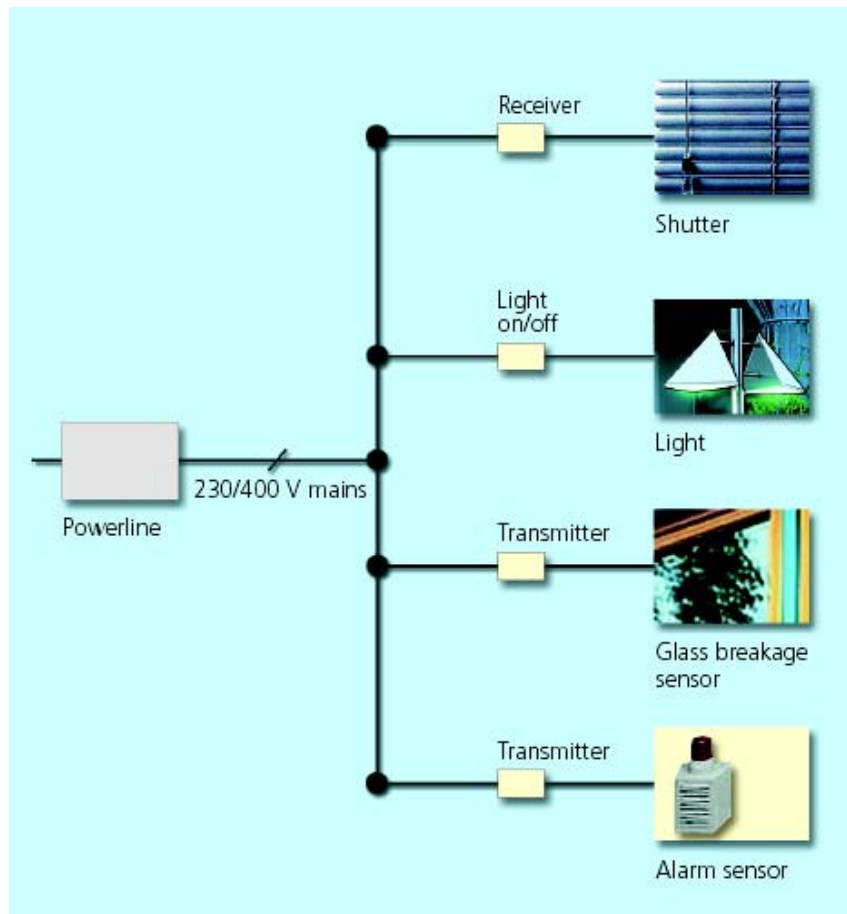 Receiver
Shutter
Light
on/off
Light
230/400 V mains
Powerline
Transmitter
Glass breakage
sensor
Transmitter
Alarm sensor